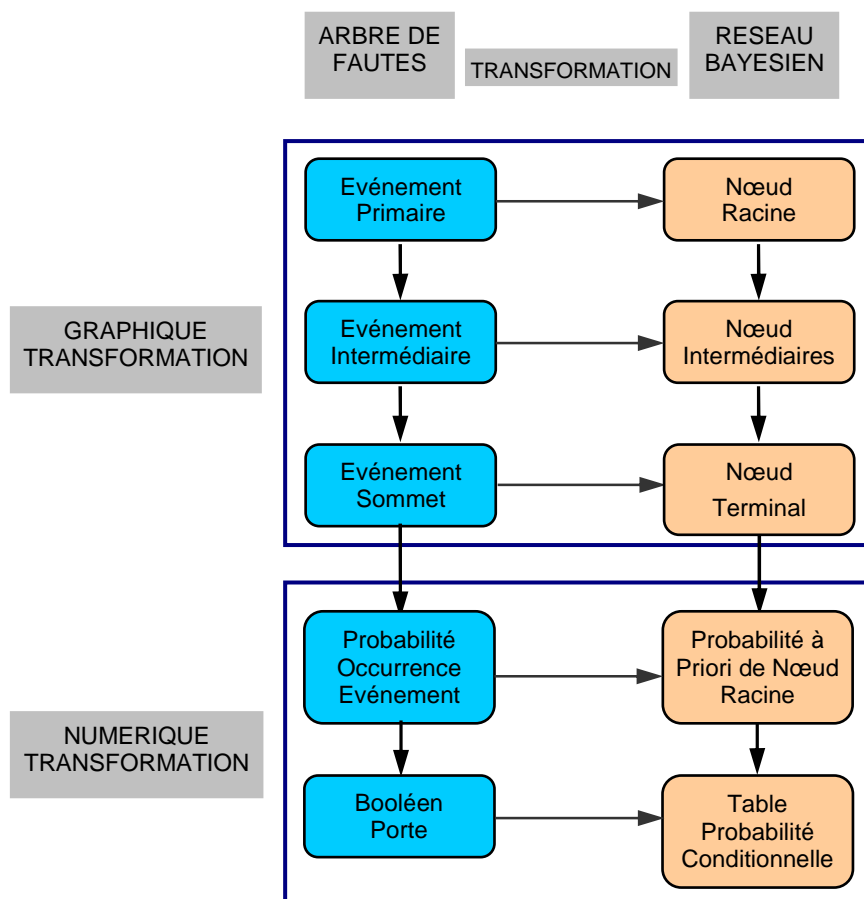 ARBRE DE
FAUTES
TRANSFORMATION
RESEAU
BAYESIEN
Evénement
Primaire
Nœud
Racine
GRAPHIQUE
TRANSFORMATION
Evénement
Intermédiaire
Nœud
Intermédiaires
Evénement
Sommet
Nœud
Terminal
Probabilité
Occurrence
Evénement
Probabilité à
Priori de Nœud
Racine
NUMERIQUE
TRANSFORMATION
Booléen
Porte
Table
Probabilité
Conditionnelle